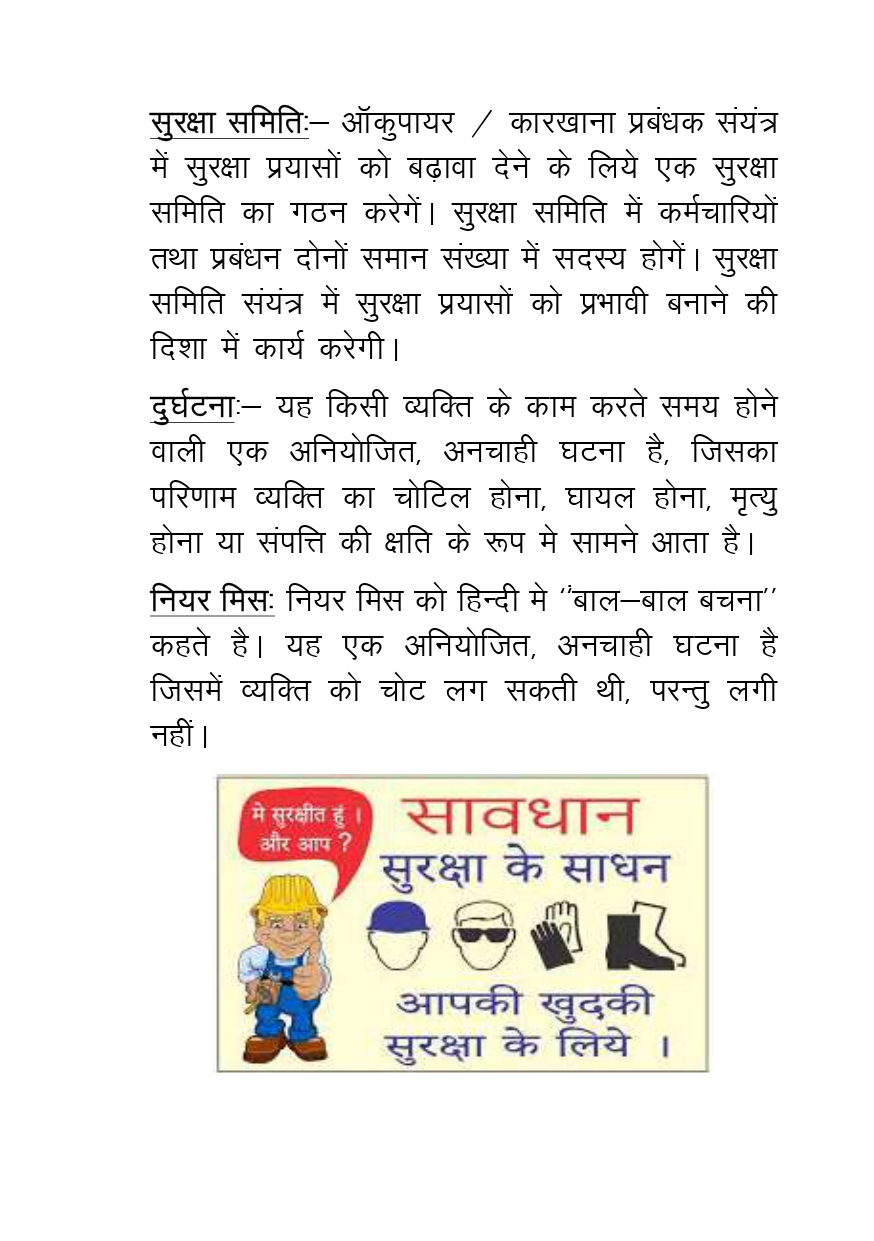 सुरक्षा समितिः– ऑकुपायर / कारखाना प्रबंधक संयंत्र
में सुरक्षा प्रयासों को बढ़ावा देने के लिये एक सुरक्षा
समिति का गठन करेगें। सुरक्षा समिति में कर्मचारियों
तथा प्रबंधन दोनों समान संख्या में सदस्य होगें। सुरक्षा
समिति संयंत्र में सुरक्षा प्रयासों को प्रभावी बनाने की
दिशा में कार्य करेगी।
दुर्घटनाः– यह किसी व्यक्ति के काम करते समय होने
वाली एक अनियोजित, अनचाही घटना है, जिसका
परिणाम व्यक्ति का चोटिल होना, घायल होना, मृत्यु
होना या संपत्ति की क्षति के रूप मे सामने आता है।
नियर मिसः नियर मिस को हिन्दी मे ‘‘बाल–बाल बचना’’
कहते है। यह एक अनियोजित, अनचाही घटना है
जिसमें व्यक्ति को चोट लग सकती थी, परन्तु लगी
नहीं।
मे सुरक्षीत हुं ।
और आप ?
सावधान
सुरक्षा के साधन
आपकी खुदकी
सुरक्षा के लिये ।